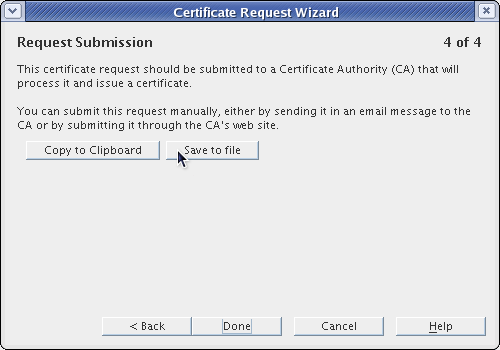 Certificate Request Wizard
Request Submission 4 of 4
This certificate request should be submitted to a Certificate Authority (CA) that will
process it and issue a certificate.
You can submit this request manually, either by sending it in an email message to the
CA or by submitting it through the CA's web site.
Copy to Clipboard Save to file
< Back Done Cancel Help